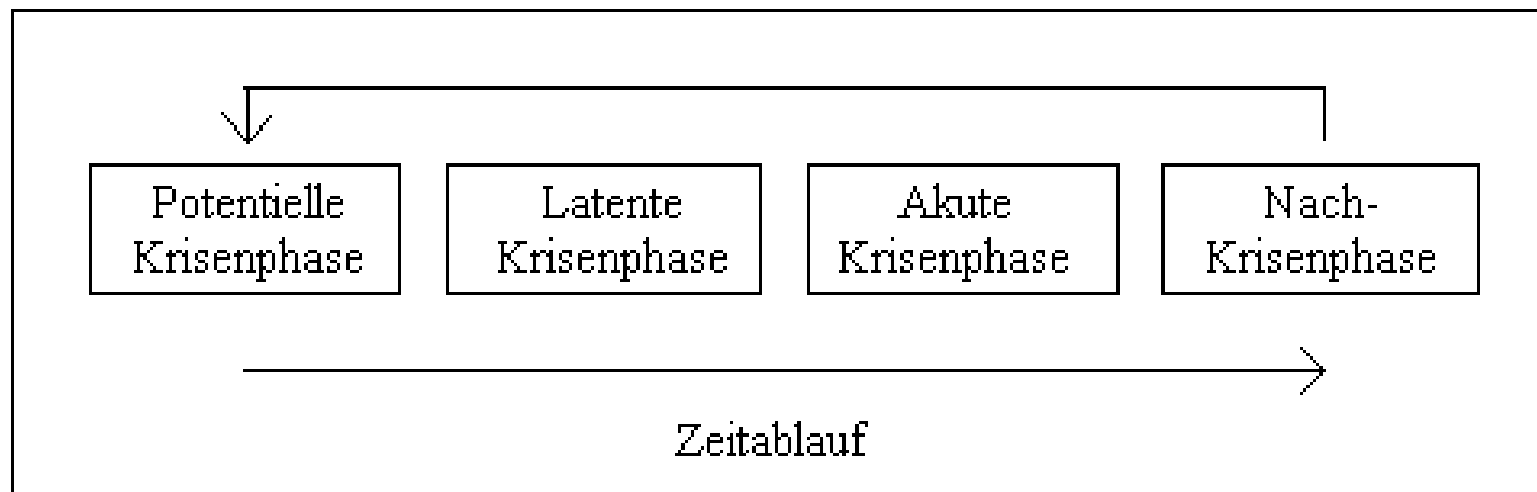 Potentielle
Krisenphase
Latente
Krisenphase
Akute
Krisenphase
Nach-
Krisenphase
Zeitablauf